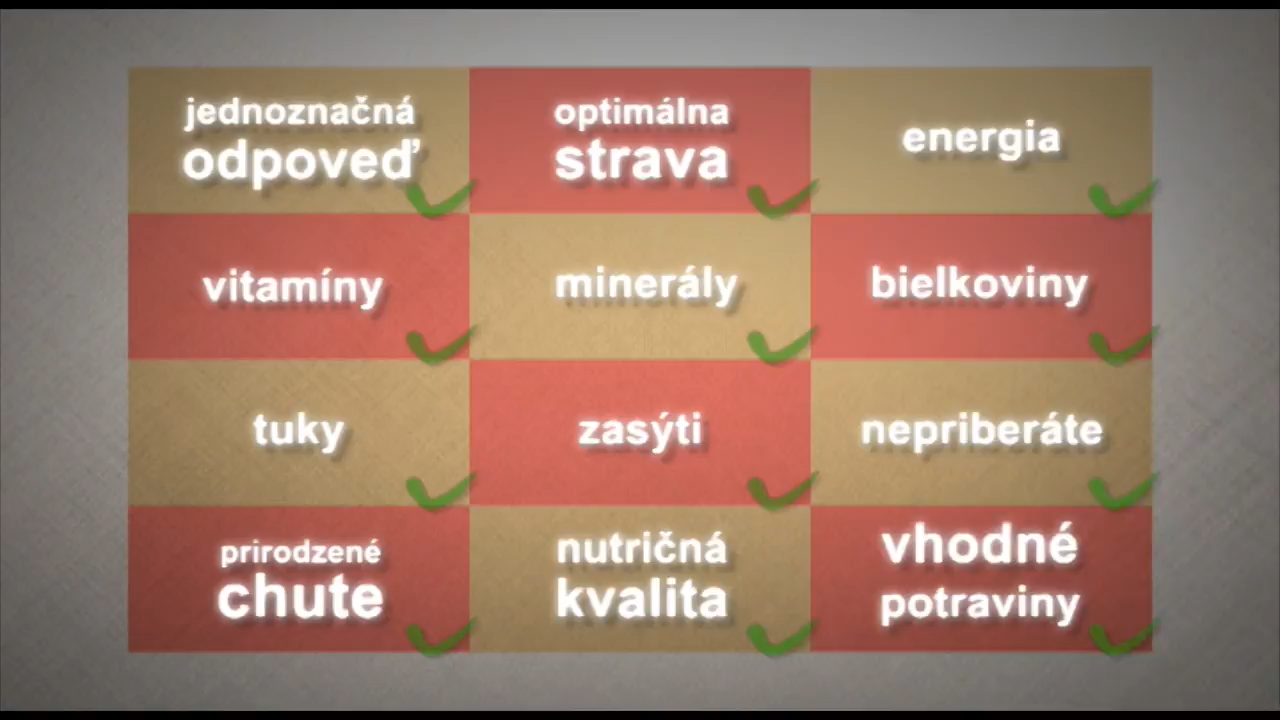 jednoznačná
odpoveď
optimálna
strava
energia
vitamíny
minerály
bielkoviny
tuky
zasýti
nepriberáte
prirodzené
chute
nutričná
kvalita
vhodné
potraviny